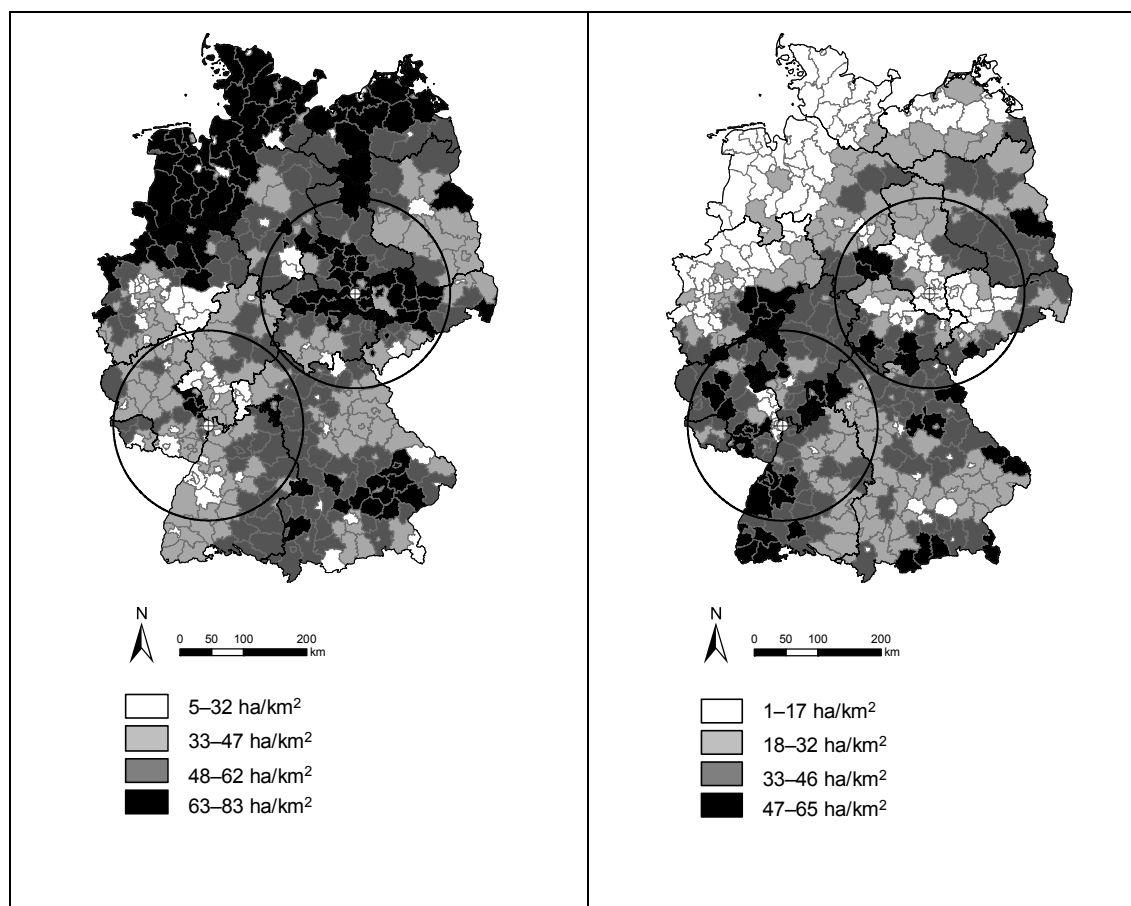 N
0 50 100 200
km
5–32 ha/km²
33–47 ha/km²
48–62 ha/km²
63–83 ha/km²
N
0 50 100 200
km
1–17 ha/km²
18–32 ha/km²
33–46 ha/km²
47–65 ha/km²